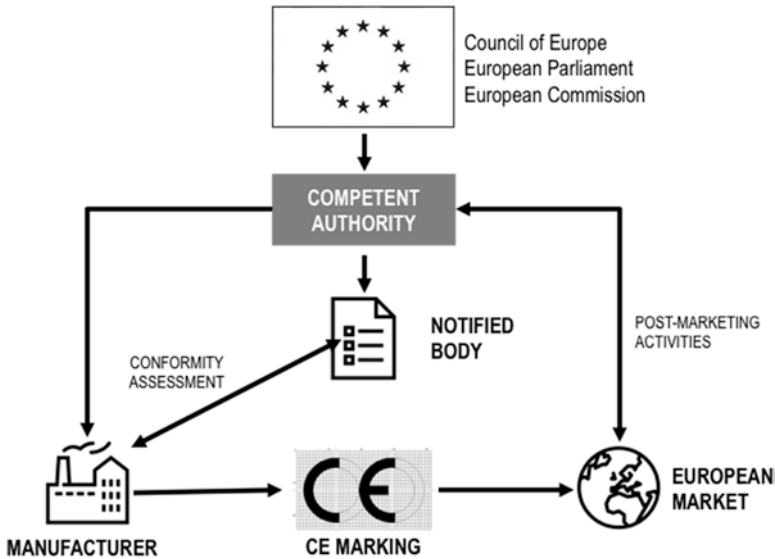 Council of Europe
European Parliament
European Commission
COMPETENT
AUTHORITY
NOTIFIED
BODY
POST-MARKETING
ACTIVITIES
CONFORMITY
ASSESSMENT
CE
EUROPEAN
MARKET
MANUFACTURER
CE MARKING